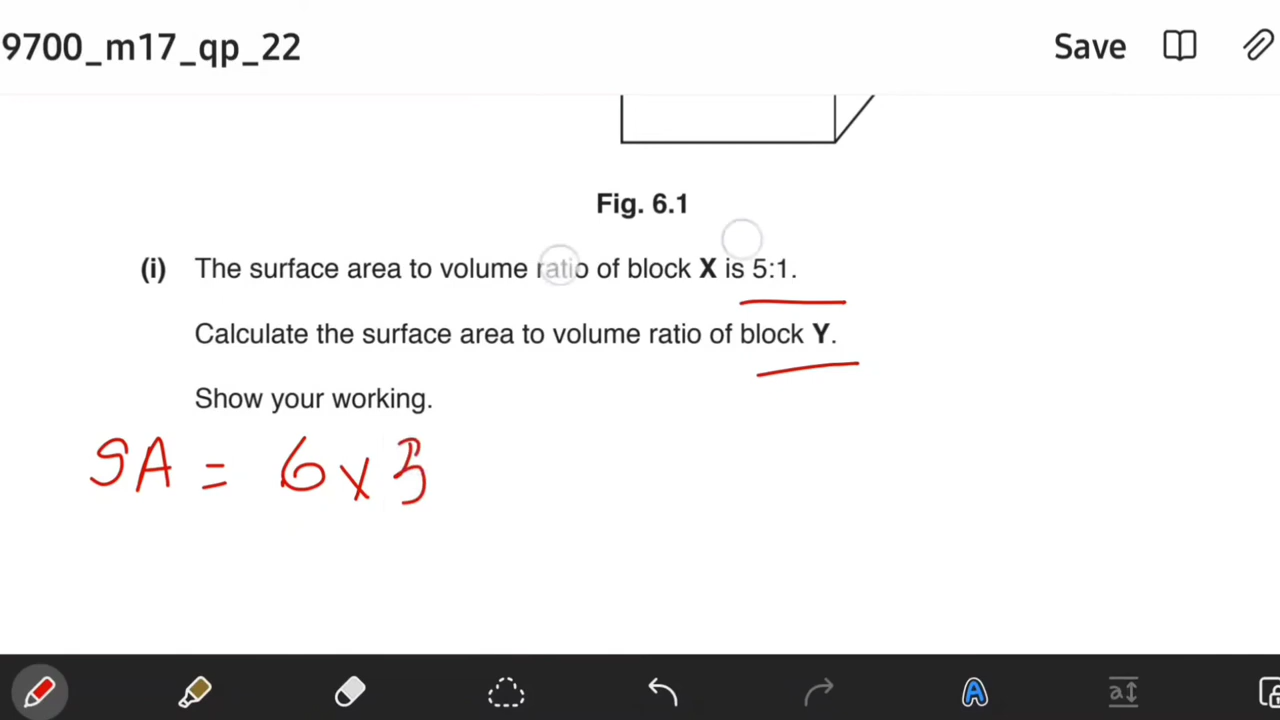 9700_m17_qp_22 Save
Fig. 6.1
(i) The surface area to volume ratio of block X is 5:1.
Calculate the surface area to volume ratio of block Y.
Show your working.
SA = 6 x 3
A
a